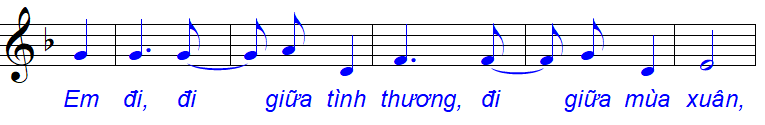 Em đi, đi giữa tình thương, đi giữa mùa xuân,